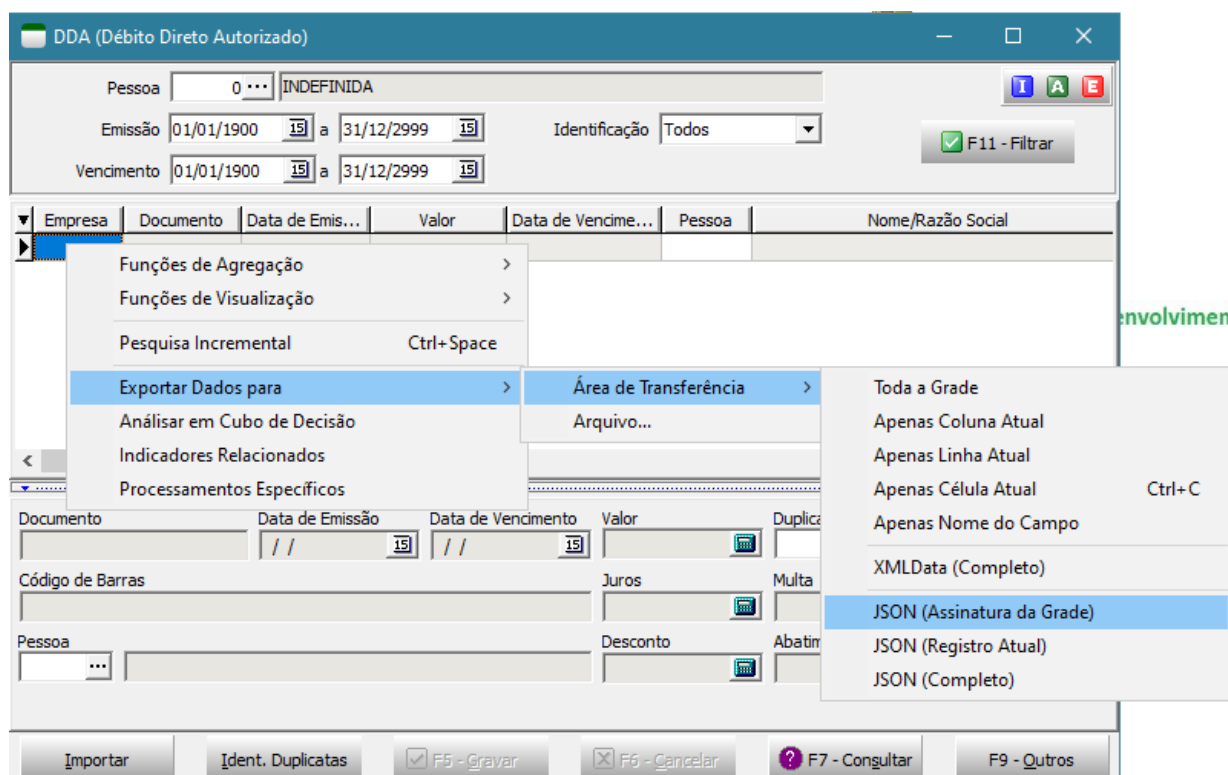 DDA (Débito Direto Autorizado)
Pessoa 0 ... INDEFINIDA I A E
Emissão 01/01/1900 15 a 31/12/2999 15 Identificação Todos
F11 - Filtrar
Vencimento 01/01/1900 15 a 31/12/2999 15
Empresa Documento Data de Emis... Valor Data de Vencime... Pessoa Nome/Razão Social
Funções de Agregação
Funções de Visualização
envolvimen
Pesquisa Incremental Ctrl+Space
Exportar Dados para Área de Transferência Toda a Grade
Análisar em Cubo de Decisão Arquivo... Apenas Coluna Atual
Indicadores Relacionados Apenas Linha Atual
Processamentos Específicos Apenas Célula Atual Ctrl+C
Documento Data de Emissão Data de Vencimento Valor Duplica Apenas Nome do Campo
/ / 15 / / 15
XMLData (Completo)
Código de Barras Juros Multa
JSON (Assinatura da Grade)
Pessoa Desconto Abatim JSON (Registro Atual)
...
JSON (Completo)
Importar Ident. Duplicatas F5 - Gravar F6 - Cancelar ? F7 - Consultar F9 - Outros